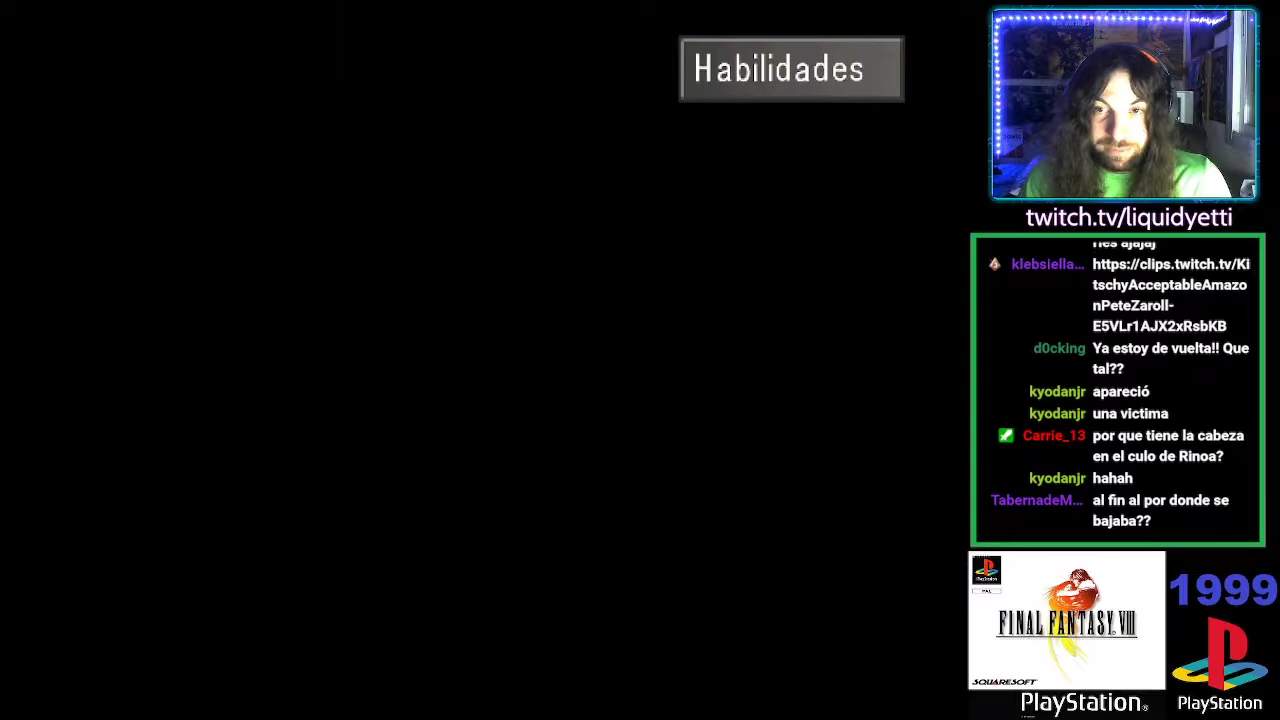 Habilidades
twitch.tv/liquidyetti
klebsiella... https://clips.twitch.tv/Ki
tschyAcceptableAmazo
nPeteZaroll-
E5VLr1AJX2xRsbKB
d0cking Ya estoy de vuelta!! Que
tal??
kyodanjr apareció
kyodanjr una victima
Carrie_13 por que tiene la cabeza
en el culo de Rinoa?
kyodanjr hahah
TabernadeM... al fin al por donde se
bajaba??
PlayStation
PAL
FINAL FANTASY VIII
SQUARESOFT
PlayStation
1999
PlayStation